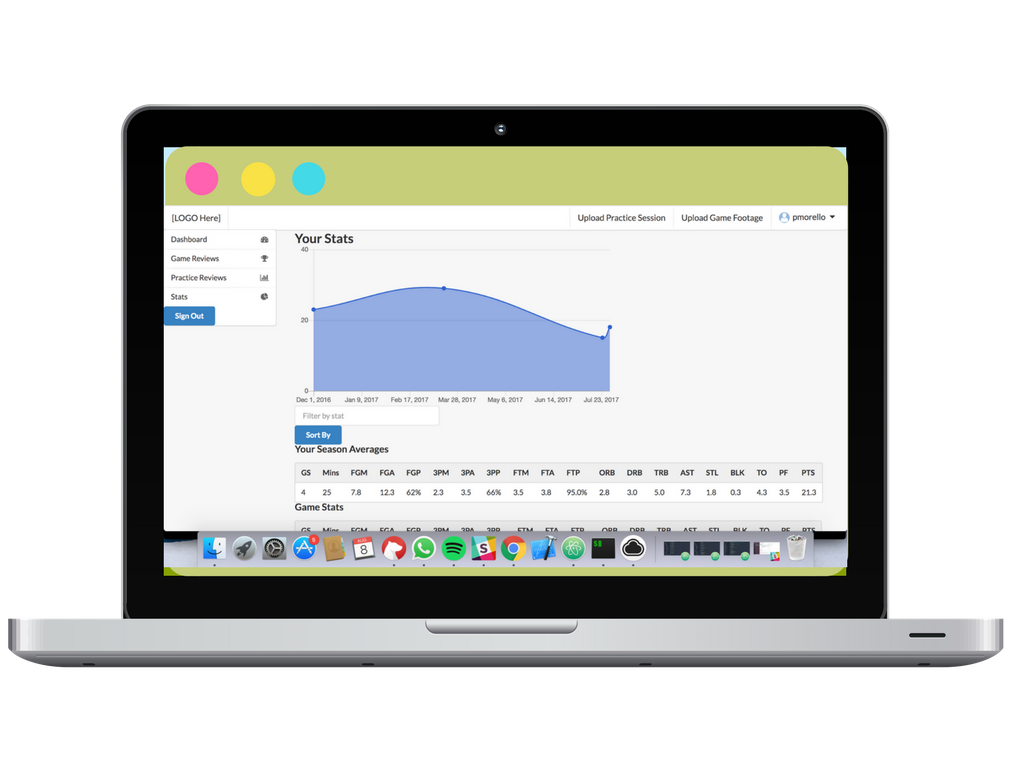 [LOGO Here] Upload Practice Session Upload Game Footage pmorello
Dashboard
Game Reviews
Practice Reviews
Stats
Sign Out
Your Stats
40
20
0
Dec 1, 2016 Jan 9, 2017 Feb 17, 2017 Mar 28, 2017 May 6, 2017 Jun 14, 2017 Jul 23, 2017
Filter by stat
Sort By
Your Season Averages
GS Mins FGM FGA FGP 3PM 3PA 3PP FTM FTA FTP ORB DRB TRB AST STL BLK TO PF PTS
4 25 7.8 12.3 62% 2.3 3.5 66% 3.5 3.8 95.0% 2.8 3.0 5.0 7.3 1.8 0.3 4.3 3.5 21.3
Game Stats
GS Mins FGM FGA FGP 3PM 3PA 3PP FTM FTA FTP ORB DRB TRB AST STL BLK TO PF PTS
5
AUG
8
S
$